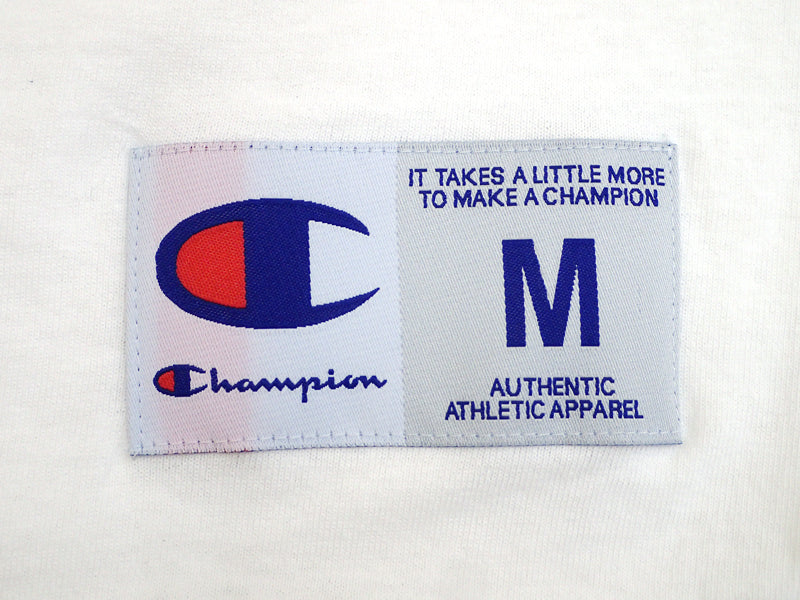 Champion
IT TAKES A LITTLE MORE
TO MAKE A CHAMPION
M
AUTHENTIC
ATHLETIC APPAREL